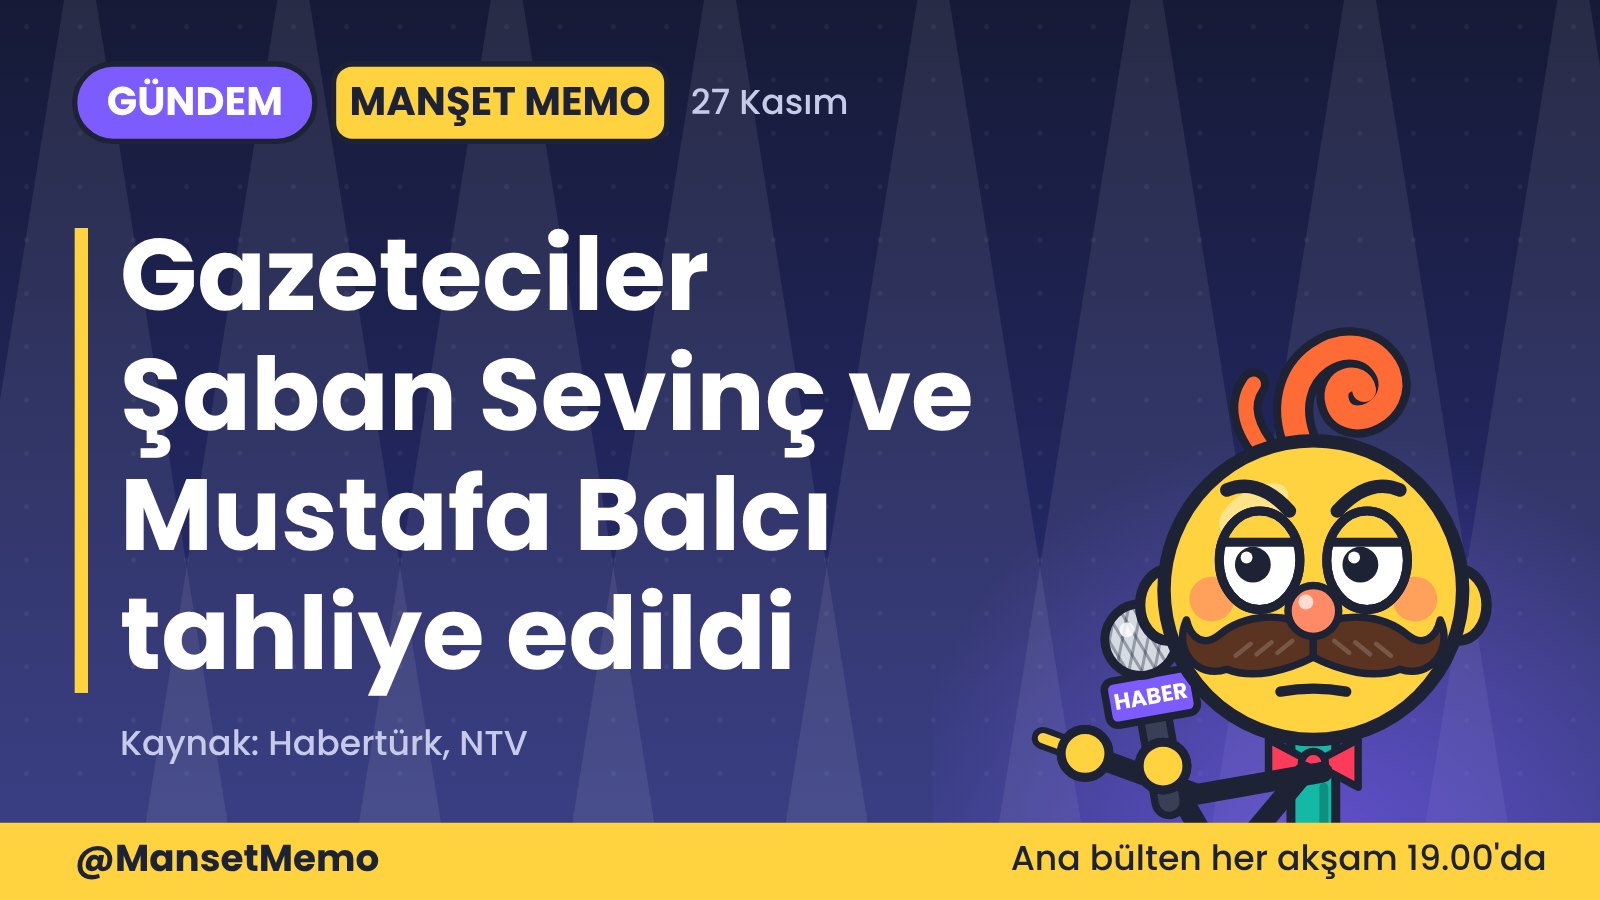 GÜNDEM MANŞET MEMO 27 Kasım
Gazeteciler
Şaban Sevinç ve
Mustafa Balcı
tahliye edildi
HABER
Kaynak: Habertürk, NTV
@MansetMemo Ana bülten her akşam 19.00'da